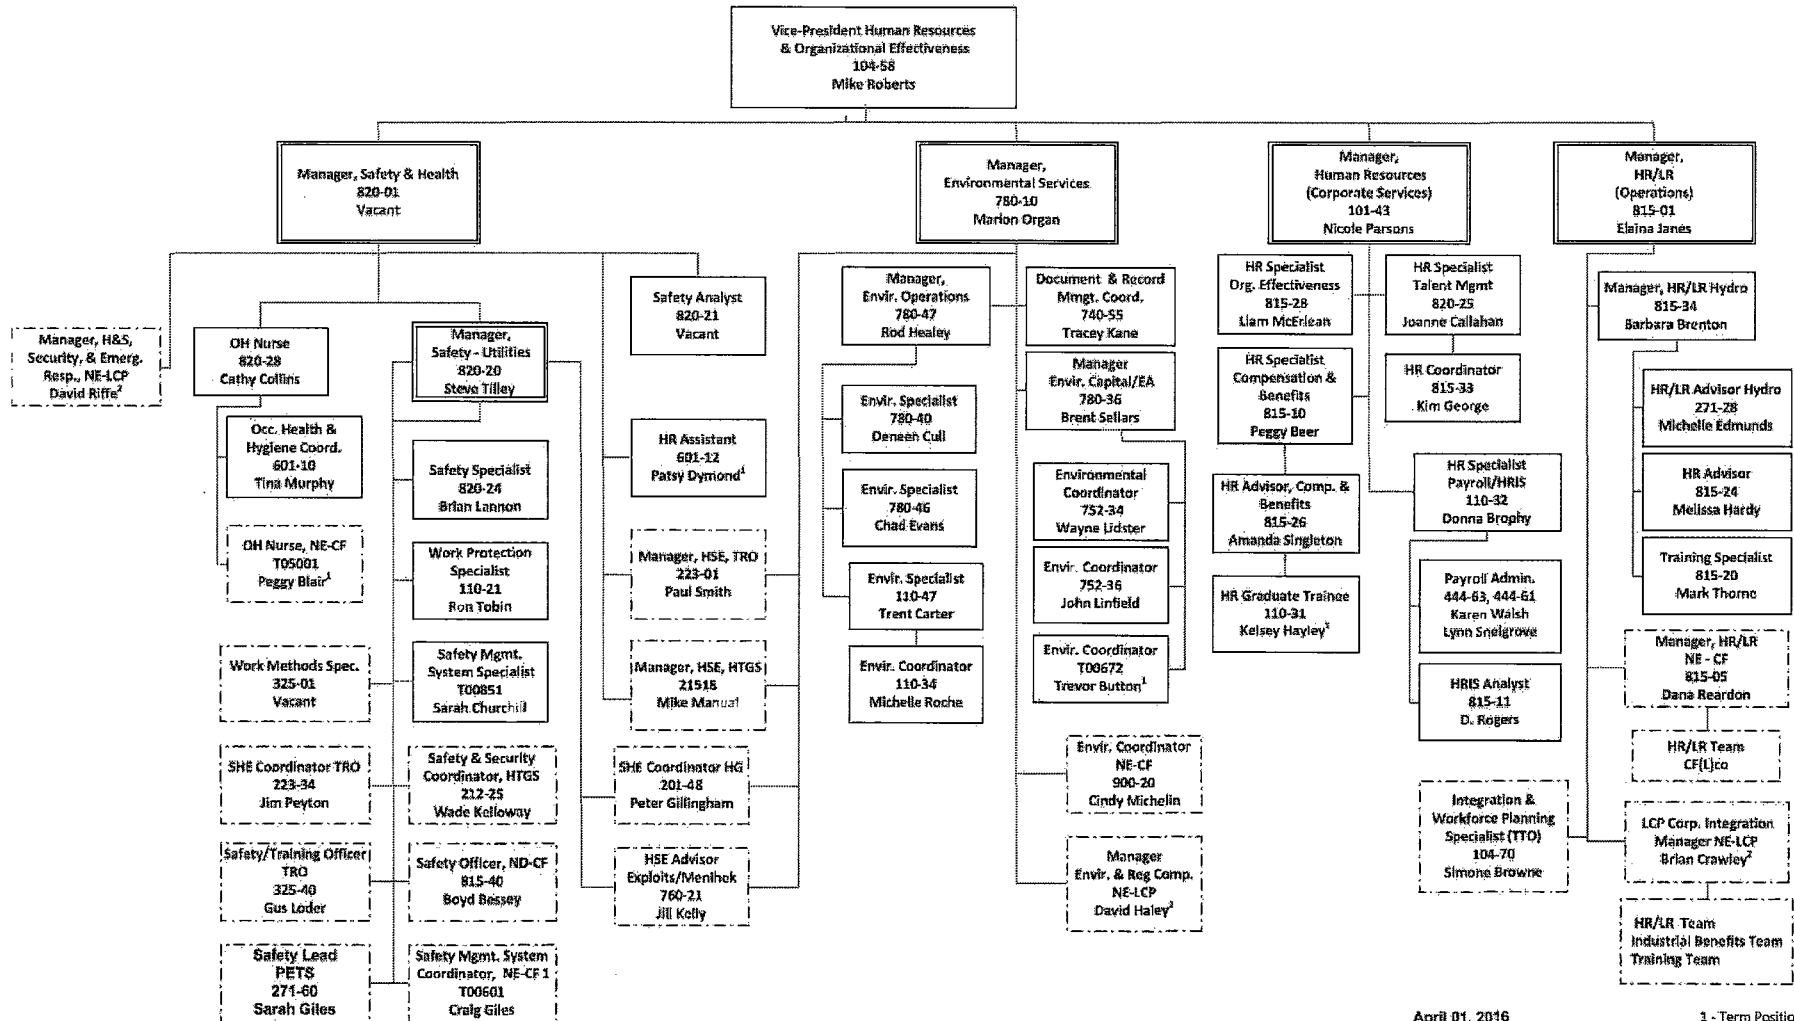 Vice-President Human Resources
& Organizational Effectiveness
104-58
Mike Roberts
Manager, Safety & Health
820-01
Vacant
Manager,
Environmental Services
780-10
Marion Organ
Manager,
Human Resources
(Corporate Services)
101-43
Nicole Parsons
Manager,
HR/LR
(Operations)
815-01
Elaina Janes
Manager, H&S,
Security, & Emerg.
Resp., NE-LCP
David Riffe²
OH Nurse
820-28
Cathy Collins
Occ. Health &
Hygiene Coord.
601-10
Tina Murphy
OH Nurse, NE-CF
T05001
Peggy Blair¹
Manager,
Safety - Utilities
820-20
Steve Tilley
Safety Specialist
820-24
Brian Lannon
Work Protection
Specialist
110-21
Ron Tobin
Work Methods Spec.
325-01
Vacant
Safety Mgmt.
System Specialist
T00851
Sarah Churchill
SHE Coordinator TRO
223-34
Jim Peyton
Safety & Security
Coordinator, HTGS
212-25
Wade Kelloway
Safety/Training Officer
TRO
325-40
Gus Loder
Safety Officer, ND-CF
815-40
Boyd Bessey
Safety Lead
PETS
271-60
Sarah Giles
Safety Mgmt. System
Coordinator, NE-CF 1
T00601
Craig Giles
Safety Analyst
820-21
Vacant
HR Assistant
601-12
Patsy Dymond¹
Manager, HSE, TRO
223-01
Paul Smith
Manager, HSE, HTGS
21518
Mike Manual
SHE Coordinator HG
201-48
Peter Gillingham
HSE Advisor
Exploits/Menihek
760-21
Jill Kelly
Manager,
Envir. Operations
780-47
Rod Healey
Document & Record
Mmgt. Coord.
740-55
Tracey Kane
Envir. Specialist
780-40
Deneen Cull
Envir. Specialist
780-46
Chad Evans
Envir. Specialist
110-47
Trent Carter
Envir. Coordinator
110-34
Michelle Roche
Manager
Envir. Capital/EA
780-36
Brent Sellars
Environmental
Coordinator
752-34
Wayne Lidster
Envir. Coordinator
752-36
John Linfield
Envir. Coordinator
T00672
Trevor Button¹
Envir. Coordinator
NE-CF
900-20
Cindy Michelin
Manager
Envir. & Reg Comp.
NE-LCP
David Haley²
HR Specialist
Org. Effectiveness
815-28
Liam McErlean
HR Specialist
Talent Mgmt
820-25
Joanne Callahan
HR Specialist
Compensation &
Benefits
815-10
Peggy Beer
HR Coordinator
815-33
Kim George
HR Advisor, Comp. &
Benefits
815-26
Amanda Singleton
HR Graduate Trainee
110-31
Kelsey Hayley¹
HR Specialist
Payroll/HRIS
110-32
Donna Brophy
Payroll Admin.
444-63, 444-61
Karen Walsh
Lynn Snelgrove
HRIS Analyst
815-11
D. Rogers
Integration &
Workforce Planning
Specialist (TTO)
104-70
Simone Browne
Manager, HR/LR Hydro
815-34
Barbara Brenton
HR/LR Advisor Hydro
271-28
Michelle Edmunds
HR Advisor
815-24
Melissa Hardy
Training Specialist
815-20
Mark Thorne
Manager, HR/LR
NE - CF
815-05
Dana Reardon
HR/LR Team
CF(L)co
LCP Corp. Integration
Manager NE-LCP
Brian Crawley²
HR/LR Team
Industrial Benefits Team
Training Team
April 01, 2016
1 - Term Positio